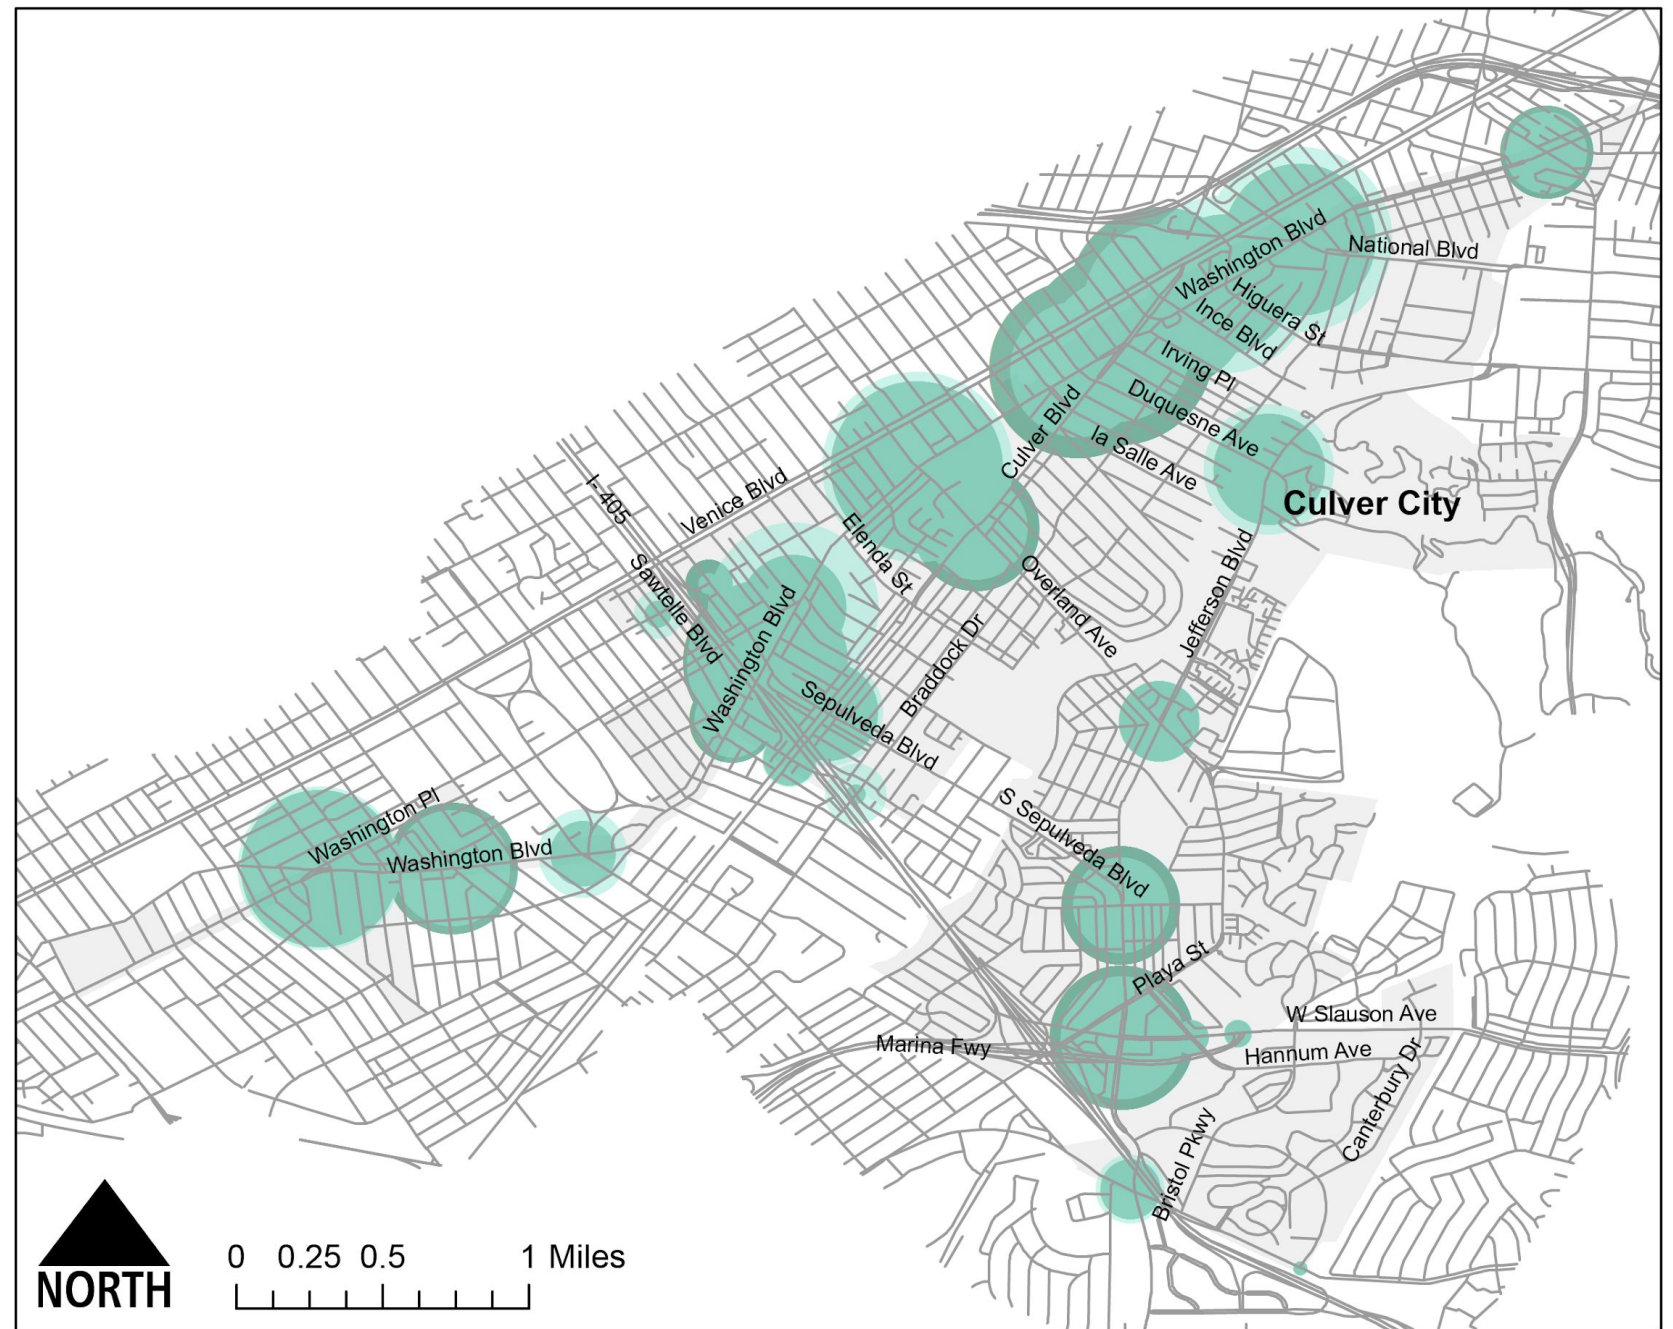 Washington Blvd
National Blvd
Higuera St
Ince Blvd
Irving Pl
Duquesne Ave
Culver Blvd
la Salle Ave
I- 405
Venice Blvd
Culver City
Elenda St
Sawtelle Blvd
Overland Ave
Jefferson Blvd
Washington Blvd
Braddock Dr
Sepulveda Blvd
Washington Pl
S Sepulveda Blvd
Washington Blvd
Playa St
W Slauson Ave
Marina Fwy
Hannum Ave
Canterbury Dr
Bristol Pkwy
NORTH
0 0.25 0.5 1 Miles